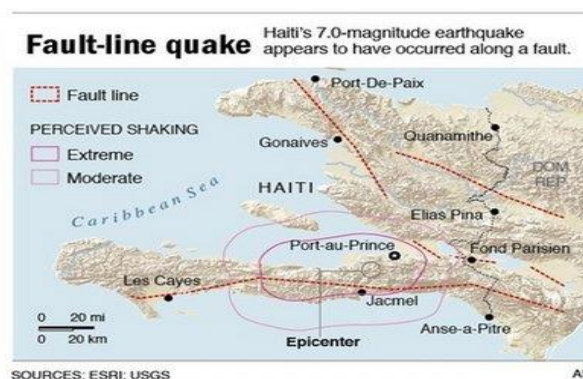 Fault-line quake
Haiti's 7.0-magnitude earthquake
appears to have occurred along a fault.
Fault line
PERCEIVED SHAKING
Extreme
Moderate
Port-De-Paix
Gonaives
Quanamithe
HAITI
DOM.
REP.
Caribbean Sea
Elias Pina
Port-au-Prince
Fond Parisien
Les Cayes
Jacmel
0 20 mi
0 20 km
Anse-a-Pitre
Epicenter
SOURCES: ESRI; USGS